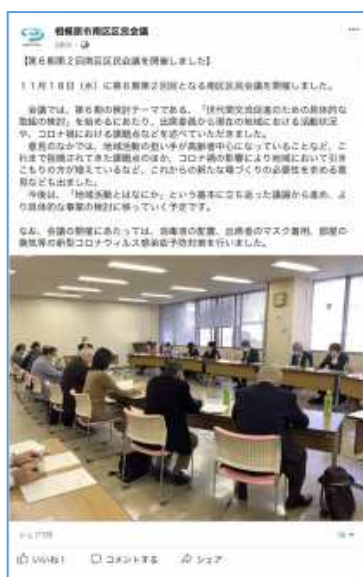 相模原市南区区民会議
【第6期第2回南区区民会議を開催しました】
11月18日（水）に第6期第2回目となる南区区民会議を開催しました。
会議では、第6期の検討テーマである、「世代間交流促進のための具体的な
取組の検討」を始めるにあたり、出席委員から現在の地域における活動状況
や、コロナ禍における課題点などを述べていただきました。
意見のなかでは、地域活動の担い手が高齢者中心になっていることなど、こ
れまで指摘されてきた課題点のほか、コロナ禍の影響により地域において引き
こもりの方が増えているなど、これからの新たな場づくりの必要性を求める意
見なども出ました。
今後は、「地域活動とはなにか」という基本に立ち返った議論から進め、よ
り具体的な事業の検討に移っていく予定です。
なお、会議の開催にあたっては、消毒液の配置、出席者のマスク着用、部屋の
換気等の新型コロナウィルス感染症予防対策を行いました。
いいね！
コメントする
シェア